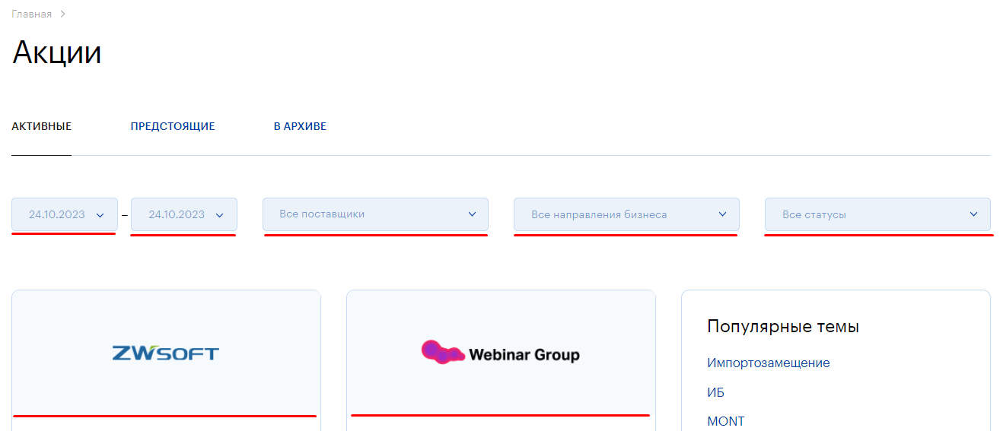 Главная >
Акции
АКТИВНЫЕ ПРЕДСТОЯЩИЕ В АРХИВЕ
24.10.2023 – 24.10.2023 Все поставщики Все направления бизнеса Все статусы
ZWSOFT
Webinar Group
Популярные темы
Импортозамещение
ИБ
MONT